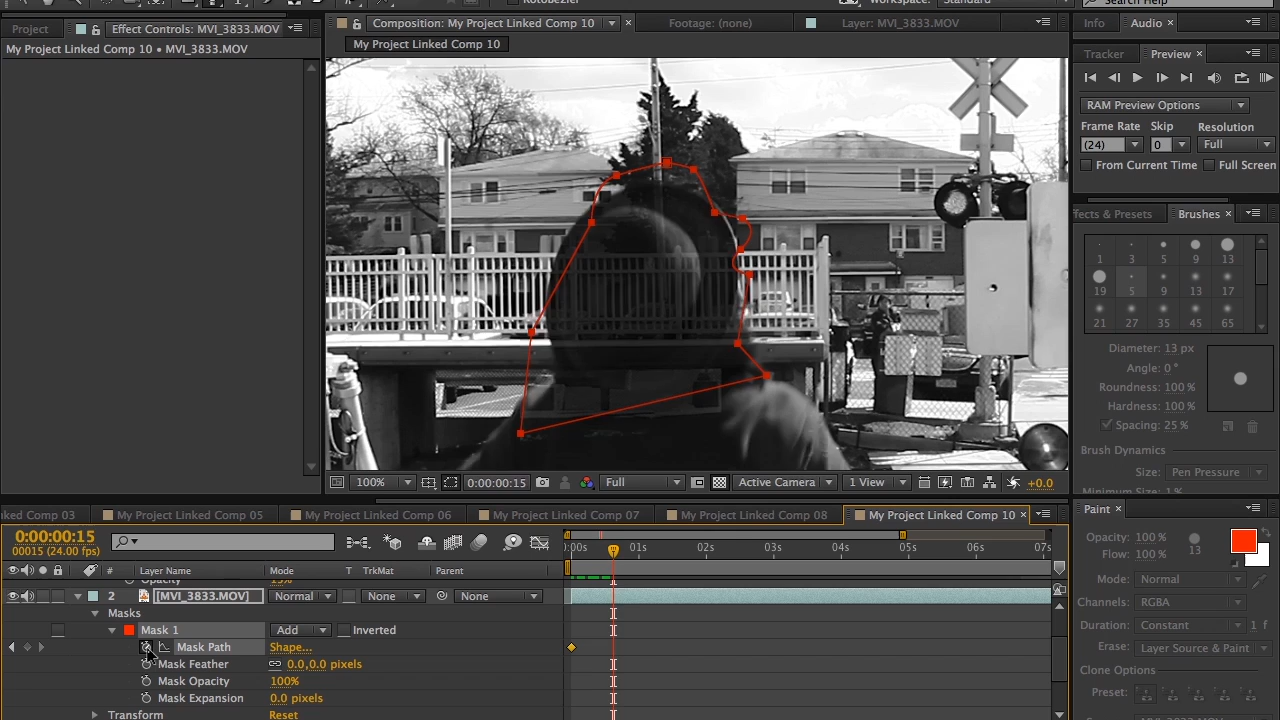 RotoBezier
Workspace: Standard
Search Help
Project
Effect Controls: MVI_3833.MOV
My Project Linked Comp 10 • MVI_3833.MOV
Composition: My Project Linked Comp 10
Footage: (none)
Layer: MVI_3833.MOV
My Project Linked Comp 10
100%
0:00:00:15
Full
Active Camera
1 View
+0.0
Info
Audio
Tracker
Preview
RAM Preview Options
Frame Rate
Skip
Resolution
(24)
0
Full
From Current Time
Full Screen
ffects & Presets
Brushes
1
3
5
9
13
19
5
9
13
17
21
27
35
45
65
Diameter: 13 px
Angle: 0 °
Roundness: 100 %
Hardness: 100 %
Spacing: 25 %
Brush Dynamics
Size: Pen Pressure
Minimum Size: 1 %
nked Comp 03
My Project Linked Comp 05
My Project Linked Comp 06
My Project Linked Comp 07
My Project Linked Comp 08
My Project Linked Comp 10
0:00:00:15
00015 (24.00 fps)
:00s
01s
02s
03s
04s
05s
06s
07s
#
Layer Name
Mode
T
TrkMat
Parent
Opacity
15%
2
[MVI_3833.MOV]
Normal
None
None
Masks
Mask 1
Add
Inverted
Mask Path
Shape...
Mask Feather
0.0,0.0 pixels
Mask Opacity
100%
Mask Expansion
0.0 pixels
Transform
Reset
Paint
Opacity: 100 %
Flow: 100 %
13
Mode: Normal
Channels: RGBA
Duration: Constant
1 f
Erase: Layer Source & Paint
Clone Options
Preset:
Source: MVI_3833.MOV